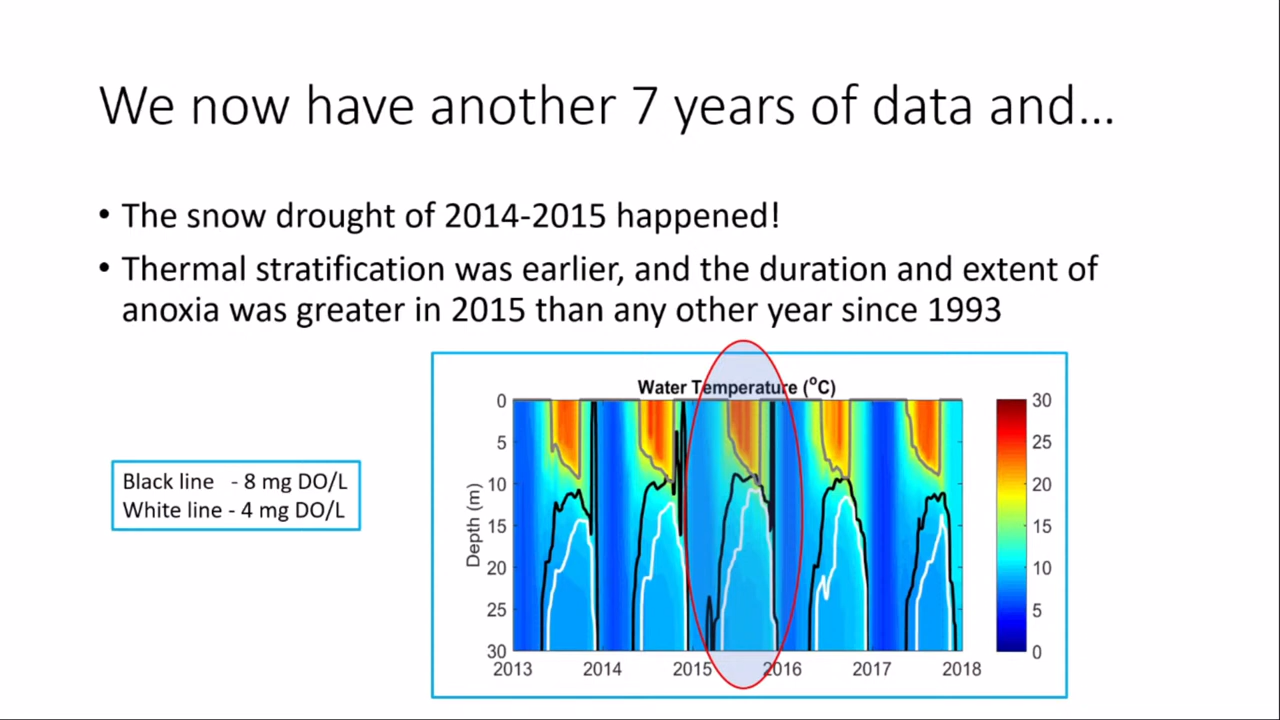 We now have another 7 years of data and...
• The snow drought of 2014-2015 happened!
• Thermal stratification was earlier, and the duration and extent of
anoxia was greater in 2015 than any other year since 1993
Black line - 8 mg DO/L
White line - 4 mg DO/L
Water Temperature (°C)
Depth (m)
0
5
10
15
20
25
30
2013 2014 2015 2016 2017 2018
30
25
20
15
10
5
0